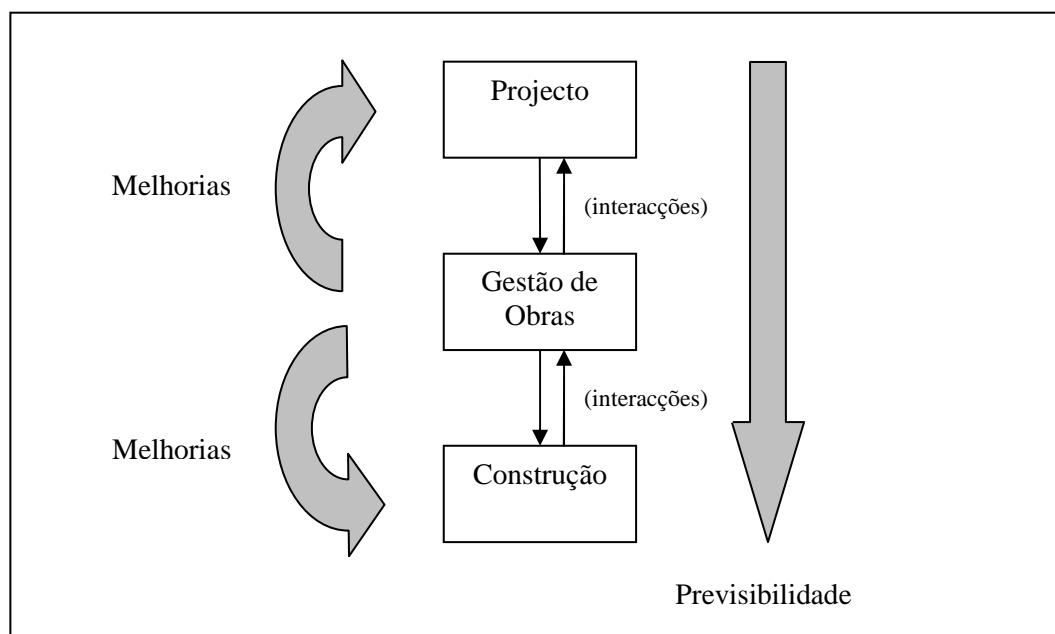 Projecto
Melhorias
(interacções)
Gestão de
Obras
(interacções)
Melhorias
Construção
Previsibilidade